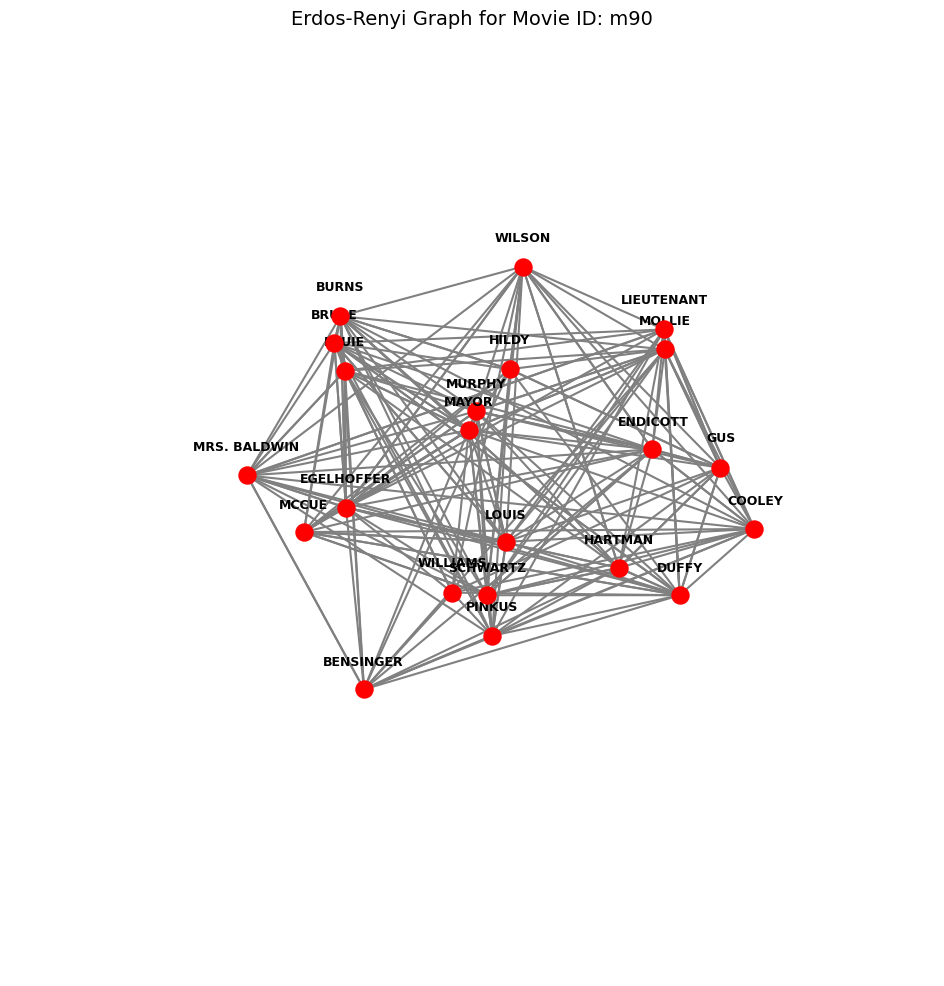 Erdos-Renyi Graph for Movie ID: m90
WILSON
BURNS
LIEUTENANT
BRUCE
MOLLIE
HILDY
MURPHY
MAYOR
ENDICOTT
GUS
MRS. BALDWIN
EGELHOFFER
COOLEY
MCCUE
LOUIS
HARTMAN
WILLIAMS
SCHWARTZ
DUFFY
PINKUS
BENSINGER